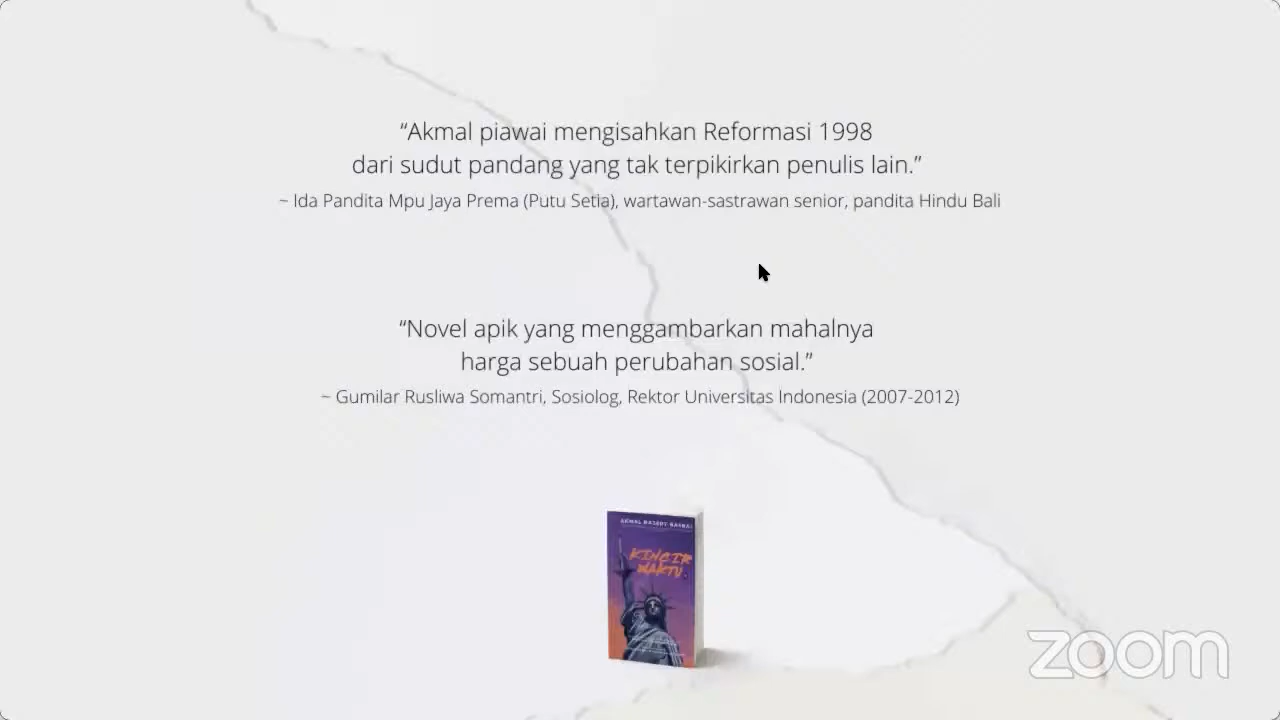 “Akmal piawai mengisahkan Reformasi 1998
dari sudut pandang yang tak terpikirkan penulis lain.”
~ Ida Pandita Mpu Jaya Prema (Putu Setia), wartawan-sastrawan senior, pandita Hindu Bali
“Novel apik yang menggambarkan mahalnya
harga sebuah perubahan sosial.”
~ Gumilar Rusliwa Somantri, Sosiolog, Rektor Universitas Indonesia (2007-2012)
AKMAL NASERY BASRAL
KINCIR
WAKTU
zoom